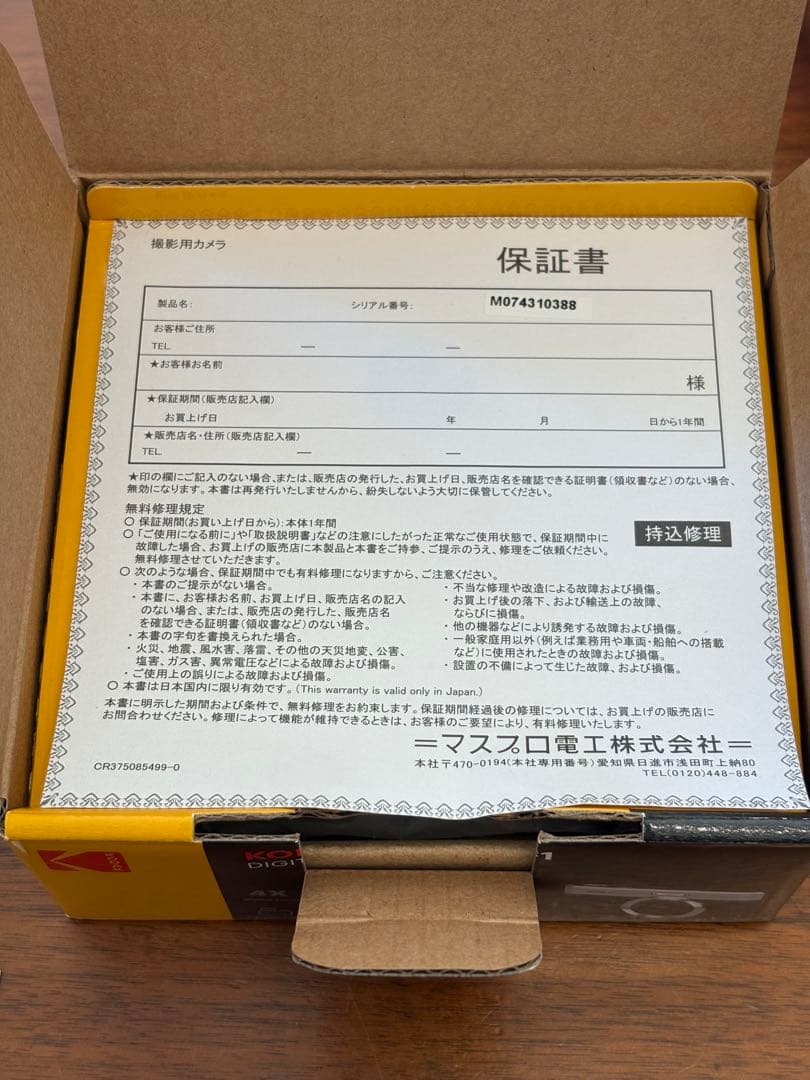 撮影用カメラ
保証書
製品名: シリアル番号: M074310388
お客様ご住所
TEL. ― ―
★お客様お名前
様
★保証期間(販売店記入欄)
お買上げ日 年 月 日から1年間
★販売店名・住所(販売店記入欄)
TEL. ― ―
★印の欄にご記入のない場合、または、販売店の発行した、お買上げ日、販売店名を確認できる証明書(領収書など)のない場合、
無効になります。本書は再発行いたしませんから、紛失しないよう大切に保管してください。
無料修理規定
○ 保証期間(お買い上げ日から):本体1年間
○「ご使用になる前に」や「取扱説明書」などの注意にしたがった正常なご使用状態で、保証期間中に
故障した場合、お買上げの販売店に本製品と本書をご持参、ご提示のうえ、修理をご依頼ください。
無料修理させていただきます。
持込修理
○ 次のような場合、保証期間中でも有料修理になりますから、ご注意ください。
・本書のご提示がない場合。
・本書に、お客様お名前、お買上げ日、販売店名の記入
のない場合、または、販売店の発行した、販売店名
を確認できる証明書(領収書など)のない場合。
・本書の字句を書換えられた場合。
・火災、地震、風水害、落雷、その他の天災地変、公害、
塩害、ガス害、異常電圧などによる故障および損傷。
・ご使用上の誤りによる故障および損傷。
・不当な修理や改造による故障および損傷。
・お買上げ後の落下、および輸送上の故障、
ならびに損傷。
・他の機器などにより誘発する故障および損傷。
・一般家庭用以外(例えば業務用や車両・船舶への搭載
など)に使用されたときの故障および損傷。
・設置の不備によって生じた故障、および損傷。
○ 本書は日本国内に限り有効です。(This warranty is valid only in Japan.)
本書に明示した期間および条件で、無料修理をお約束します。保証期間経過後の修理については、お買上げの販売店に
お問合わせください。修理によって機能が維持できるときは、お客様のご要望により、有料修理いたします。
=マスプロ電工株式会社=
本社〒470-0194(本社専用番号)愛知県日進市浅田町上納80
TEL(0120)448-884
CR375085499-0
KODAK
KO
DIGIT
4X
1